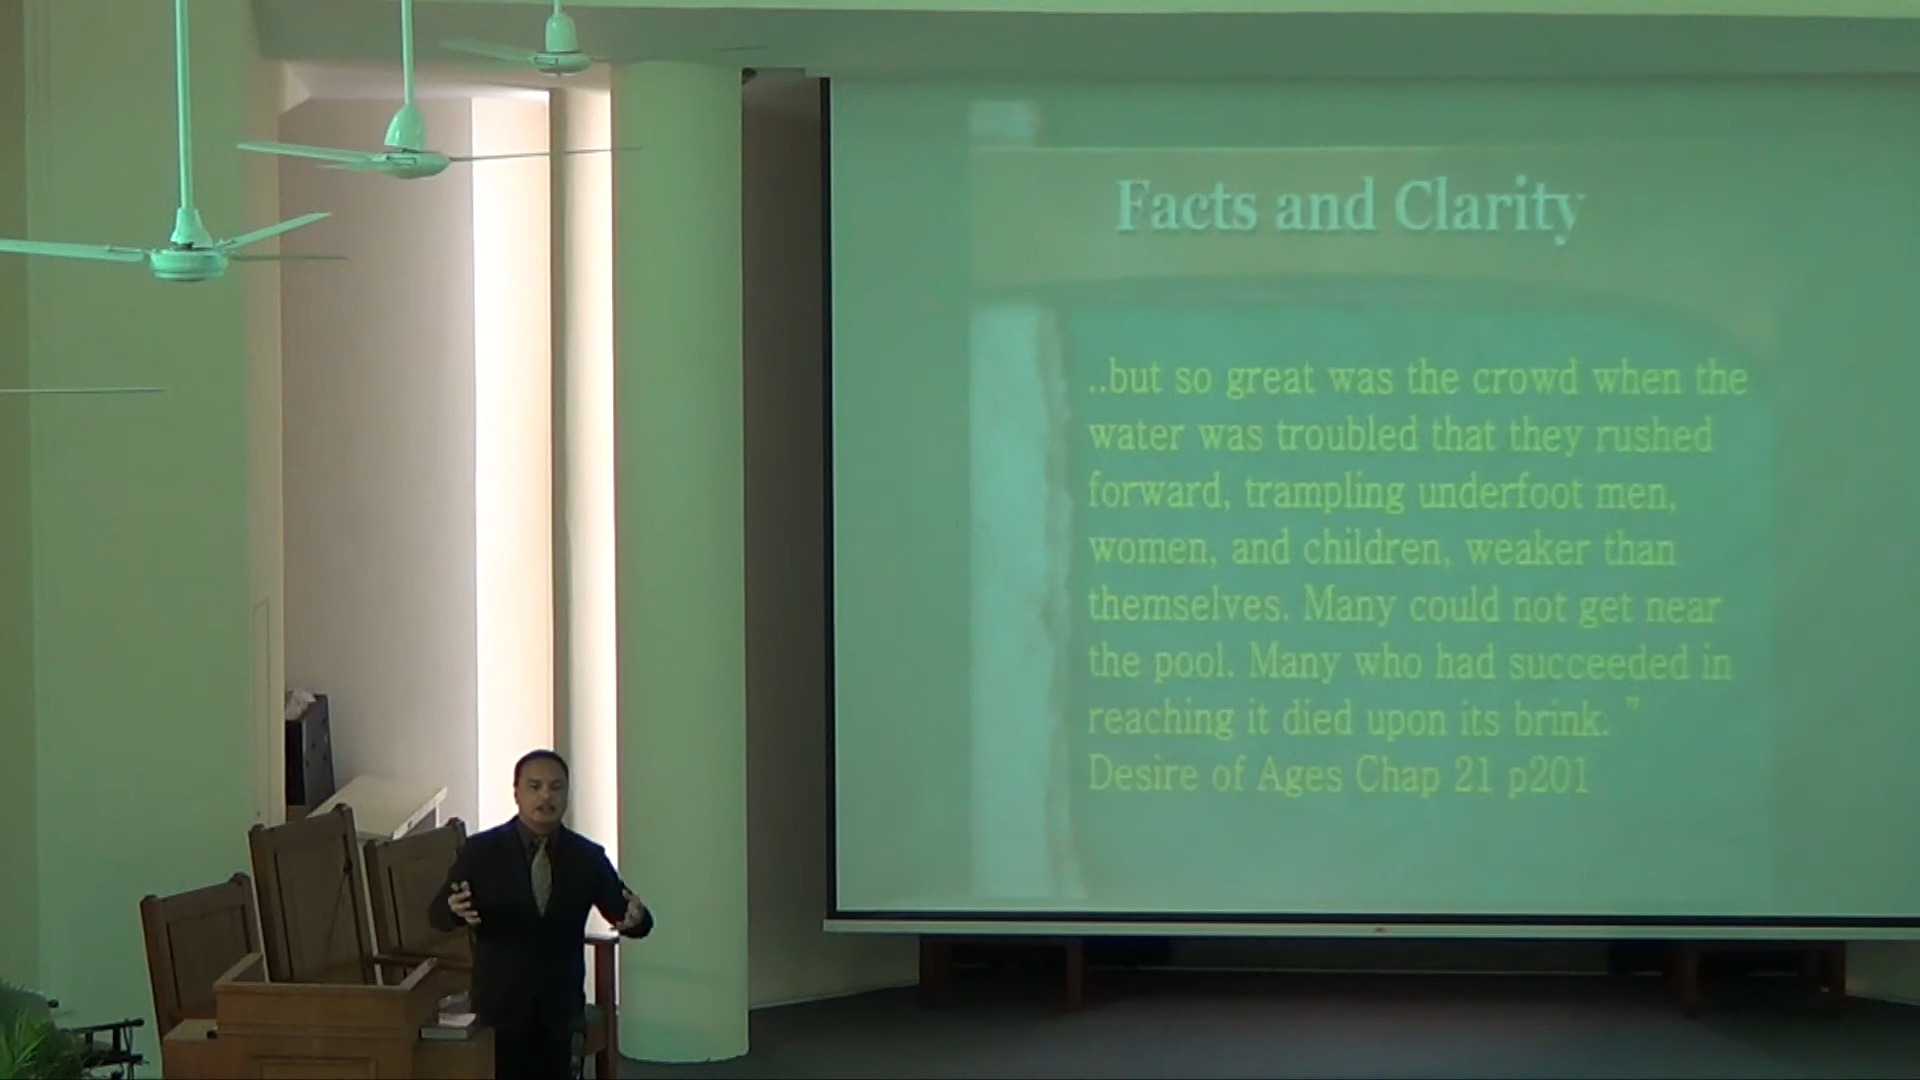 Facts and Clarity
..but so great was the crowd when the
water was troubled that they rushed
forward, trampling underfoot men,
women, and children, weaker than
themselves. Many could not get near
the pool. Many who had succeeded in
reaching it died upon its brink. ”
Desire of Ages Chap 21 p201